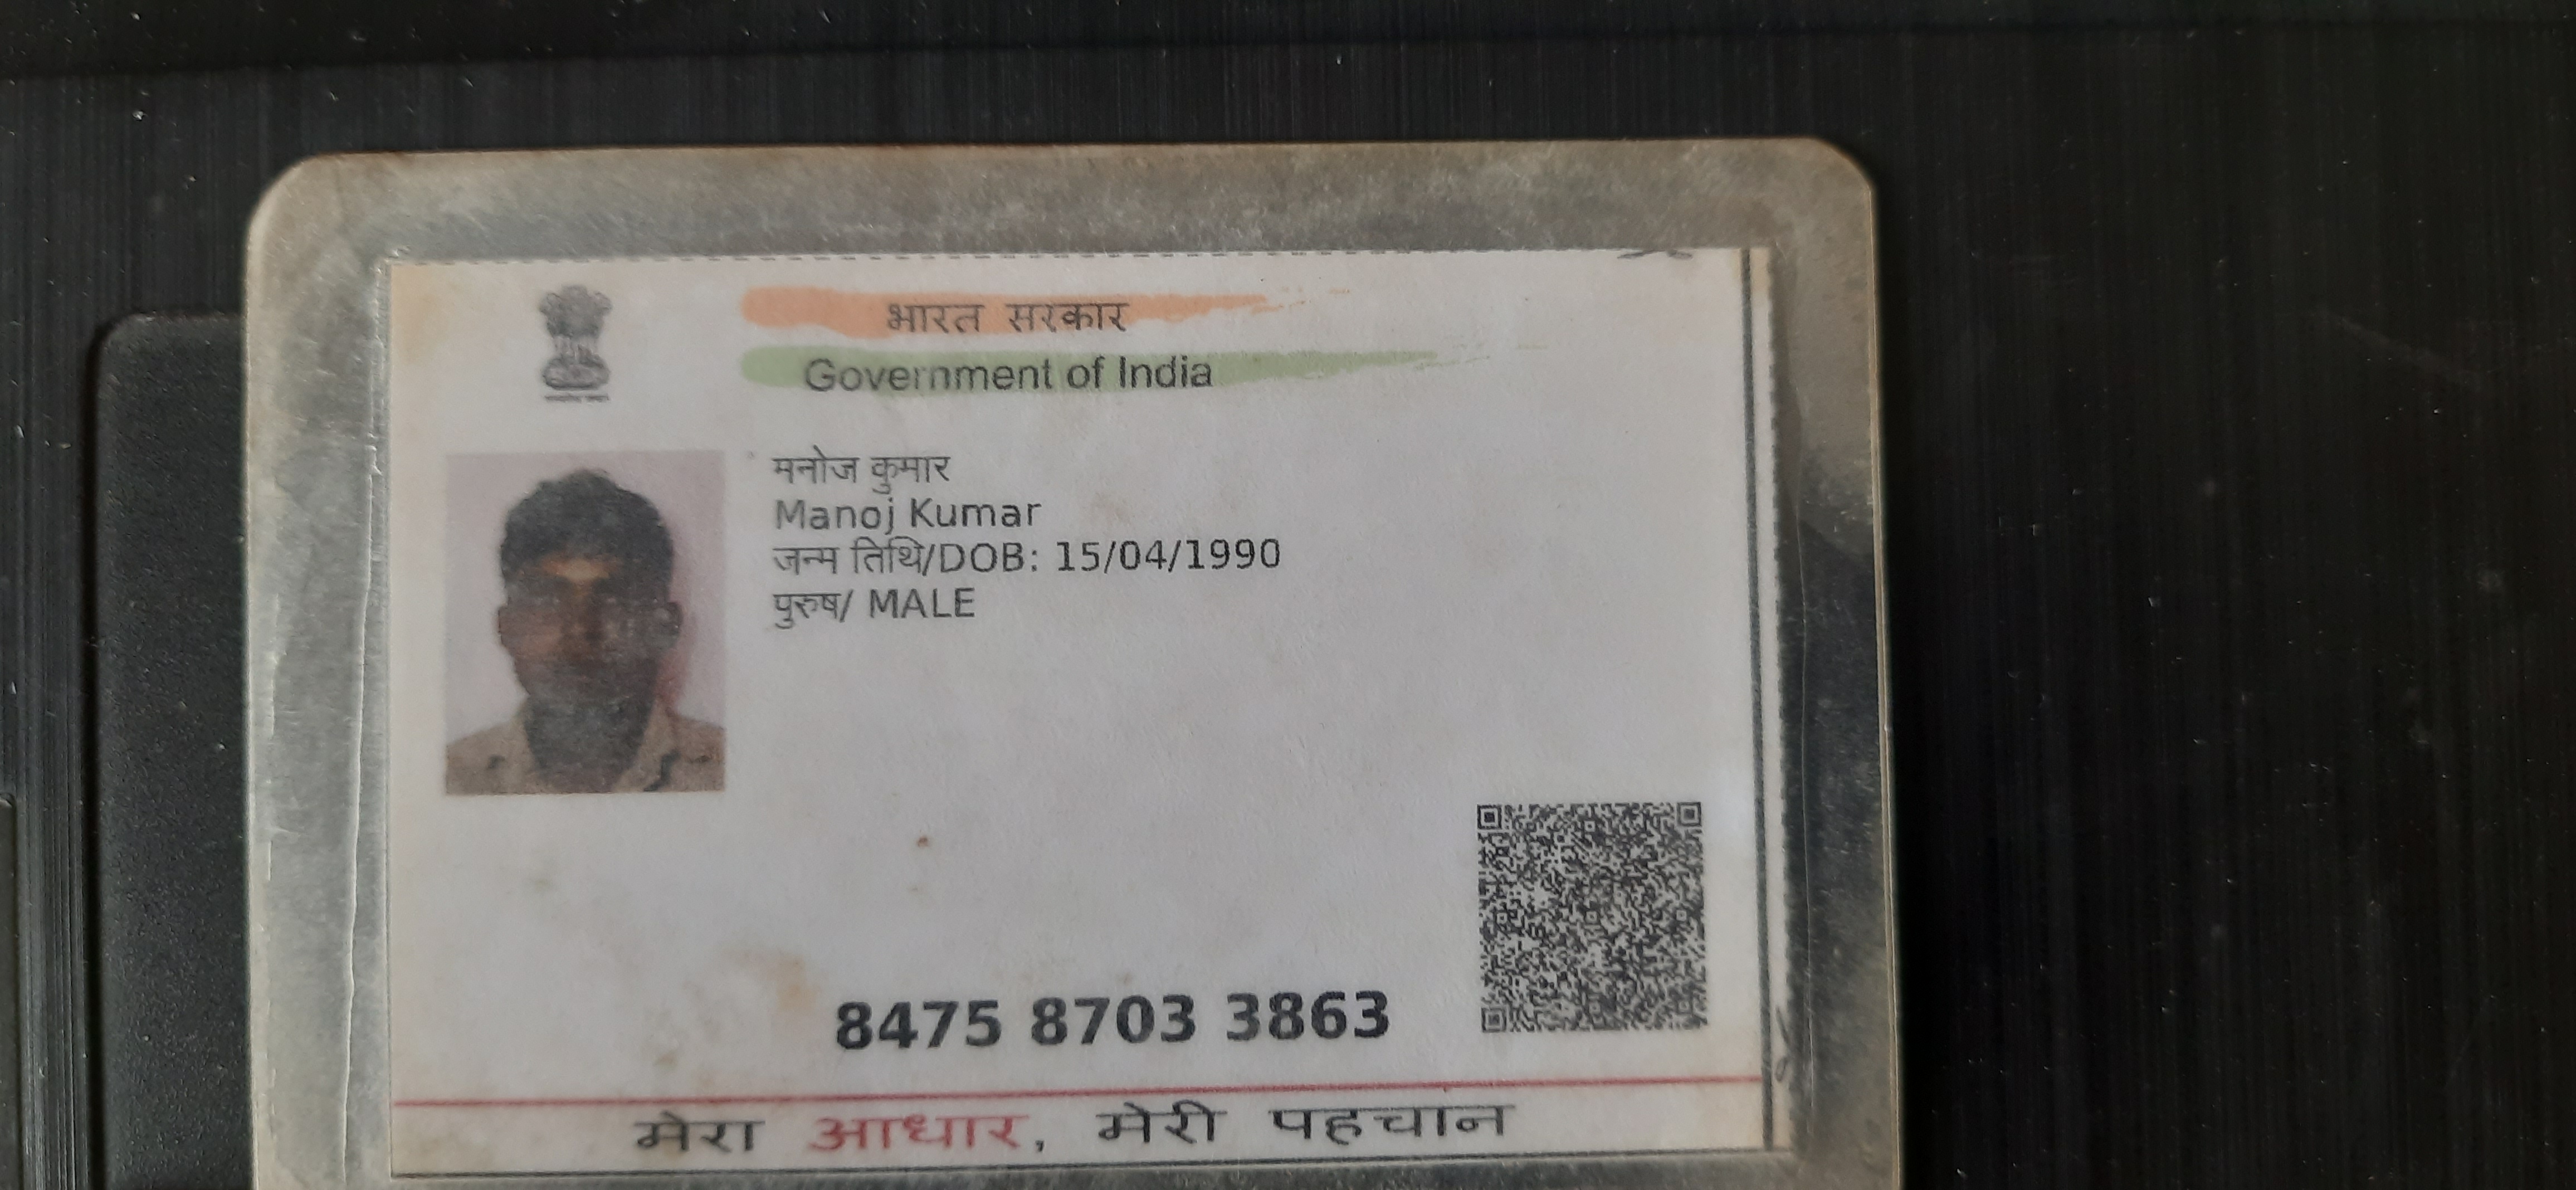 भारत सरकार
Government of India
मनोज कुमार
Manoj Kumar
जन्म तिथि/DOB: 15/04/1990
पुरुष/ MALE
8475 8703 3863
मेरा आधार, मेरी पहचान